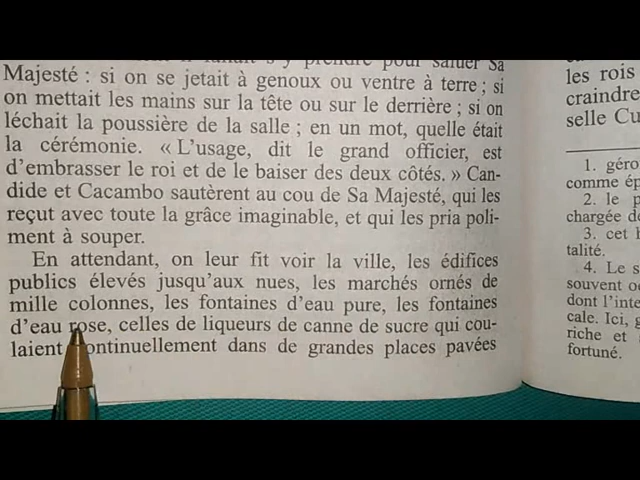 s'y prendre pour saluer Sa
Majesté : si on se jetait à genoux ou ventre à terre ; si
on mettait les mains sur la tête ou sur le derrière ; si on
léchait la poussière de la salle ; en un mot, quelle était
la cérémonie. « L'usage, dit le grand officier, est
d'embrasser le roi et de le baiser des deux côtés. » Can-
dide et Cacambo sautèrent au cou de Sa Majesté, qui les
reçut avec toute la grâce imaginable, et qui les pria poli-
ment à souper.
En attendant, on leur fit voir la ville, les édifices
publics élevés jusqu'aux nues, les marchés ornés de
mille colonnes, les fontaines d'eau pure, les fontaines
d'eau rose, celles de liqueurs de canne de sucre qui cou-
laient continuellement dans de grandes places pavées
les rois
craindre
selle Cu
1. géro
comme ép
2. le p
chargée de
3. cet h
talité.
4. Le s
souvent o
dont l'inte
cale. Ici, g
riche et
fortuné.